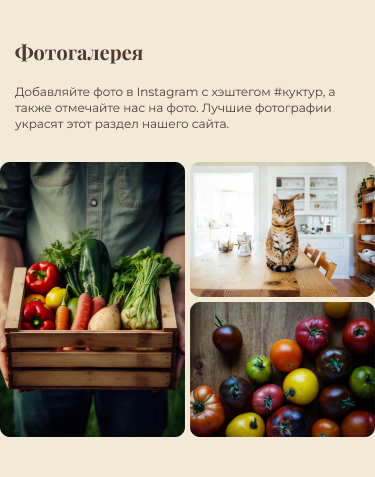 Фотогалерея
Добавляйте фото в Instagram с хэштегом #куктур, а
также отмечайте нас на фото. Лучшие фотографии
украсят этот раздел нашего сайта.